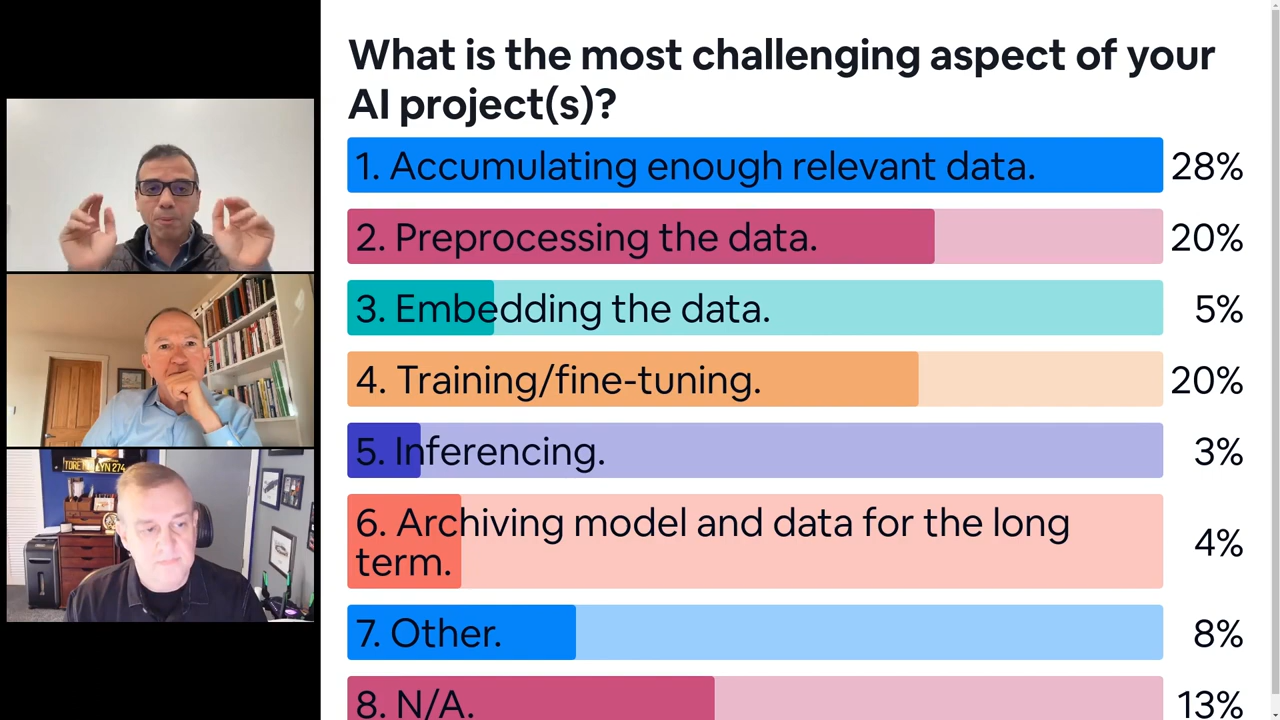 What is the most challenging aspect of your
AI project(s)?
1. Accumulating enough relevant data.
28%
2. Preprocessing the data.
20%
3. Embedding the data.
5%
4. Training/fine-tuning.
20%
5. Inferencing.
3%
6. Archiving model and data for the long
term.
4%
7. Other.
8%
8. N/A.
13%